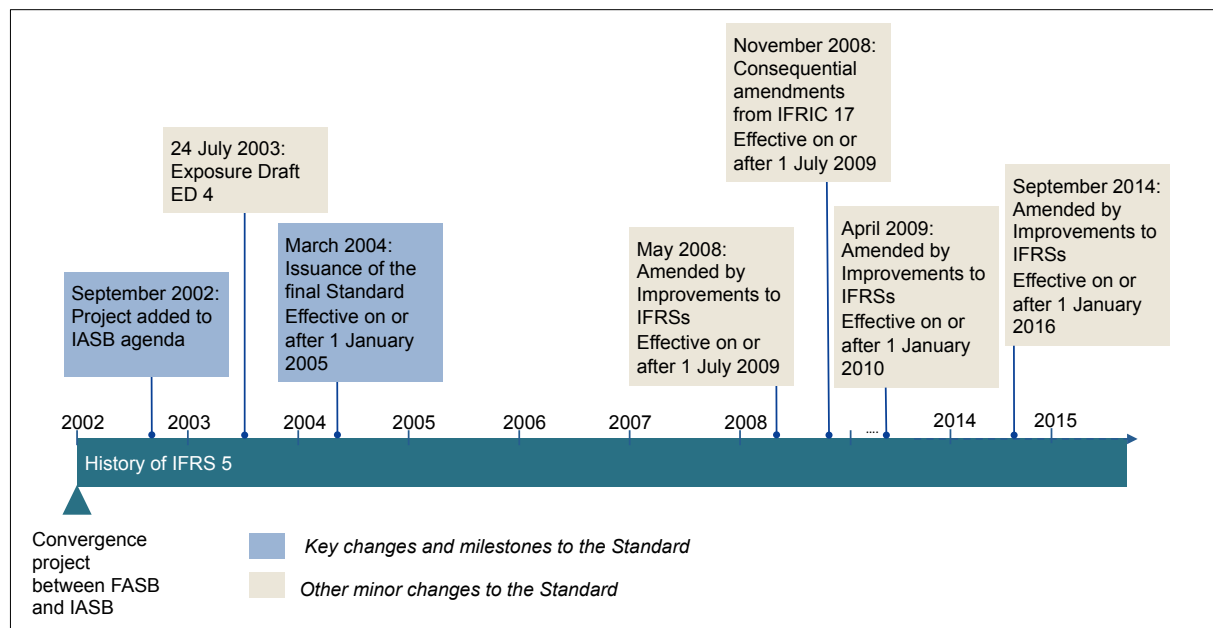 November 2008:
Consequential
amendments
from IFRIC 17
Effective on or
after 1 July 2009
24 July 2003:
Exposure Draft
ED 4
September 2014:
Amended by
Improvements to
IFRSs
Effective on or
after 1 January
2016
April 2009:
Amended by
Improvements to
IFRSs
Effective on or
after 1 January
2010
March 2004:
Issuance of the
final Standard
Effective on or
after 1 January
2005
May 2008:
Amended by
Improvements to
IFRSs
Effective on or
after 1 July 2009
September 2002:
Project added to
IASB agenda
2002 2003 2004 2005 2006 2007 2008 .... 2014 2015
History of IFRS 5
Convergence
project
between FASB
and IASB
Key changes and milestones to the Standard
Other minor changes to the Standard